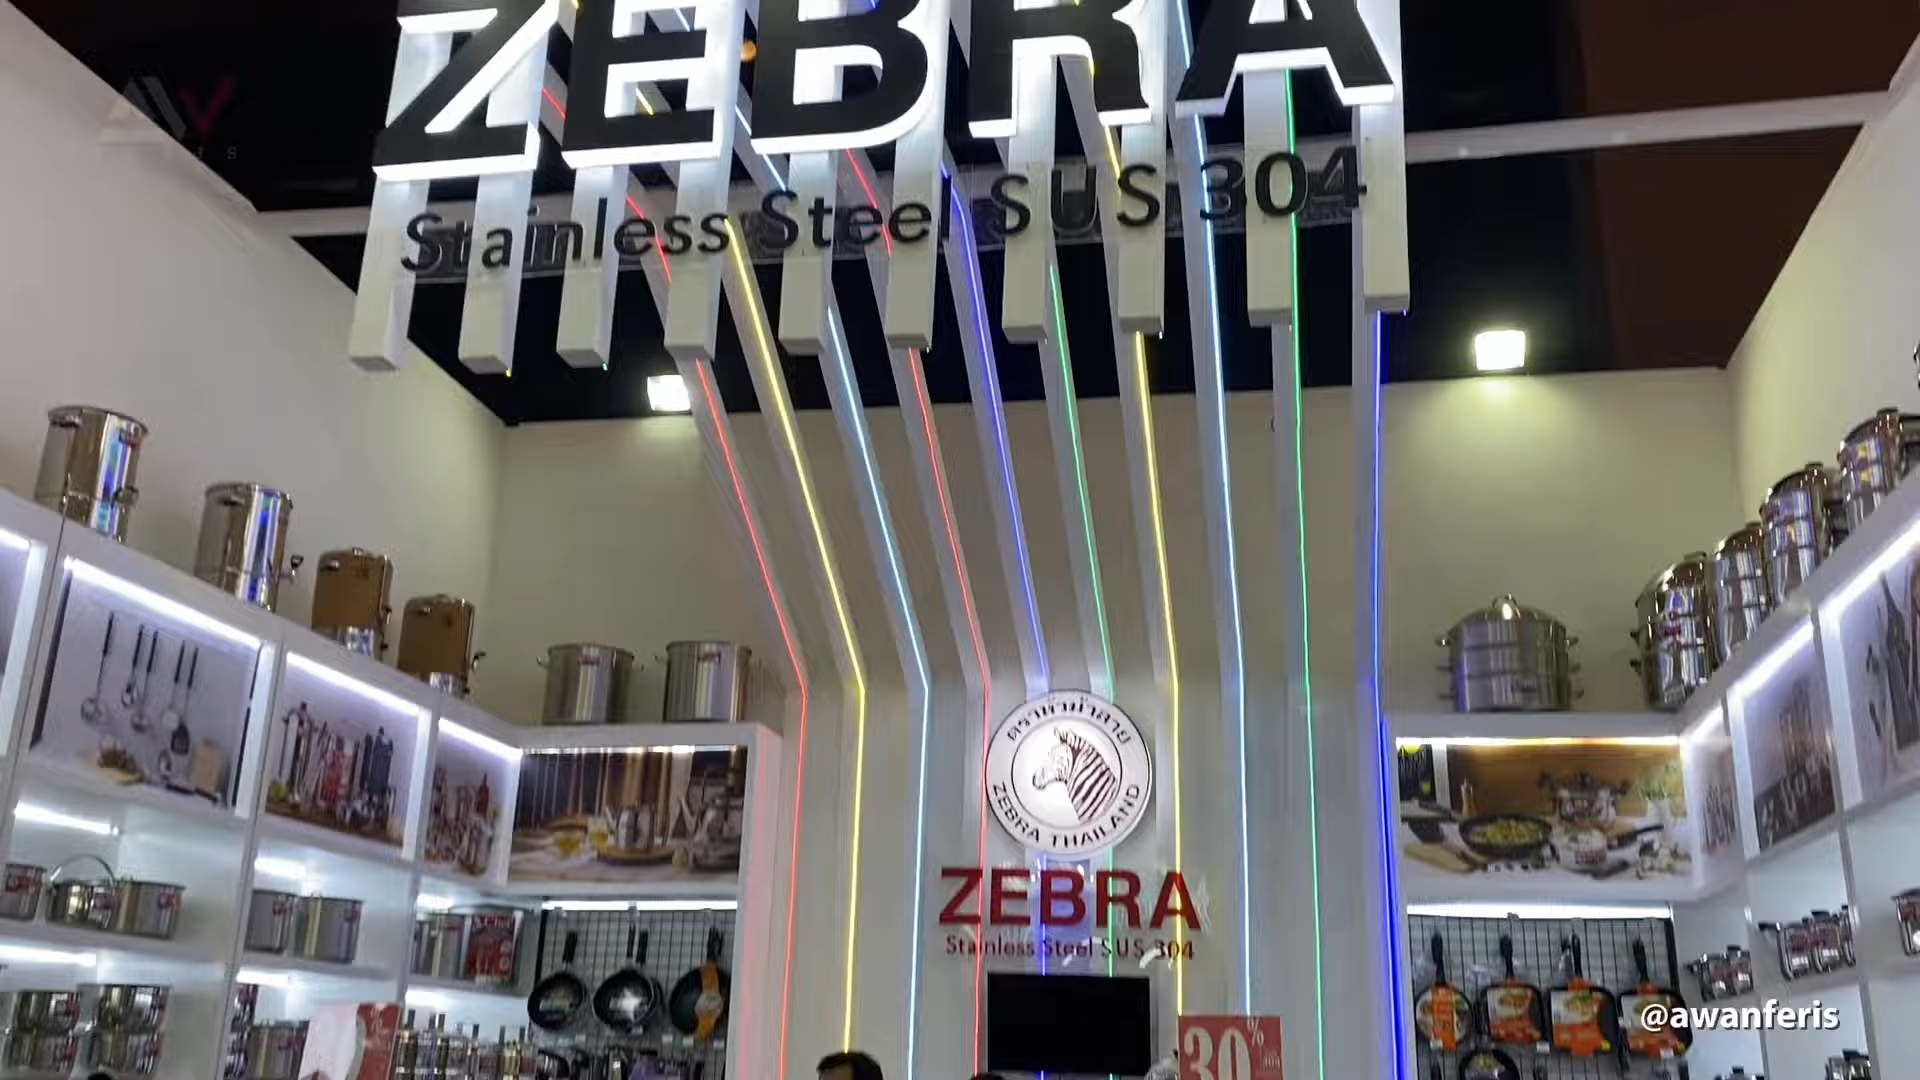 ZEBRA
Stainless Steel SUS 304
ตราหัวม้าลาย
ZEBRA THAILAND
ZEBRA
Stainless Steel SUS 304
30%
@awanferis